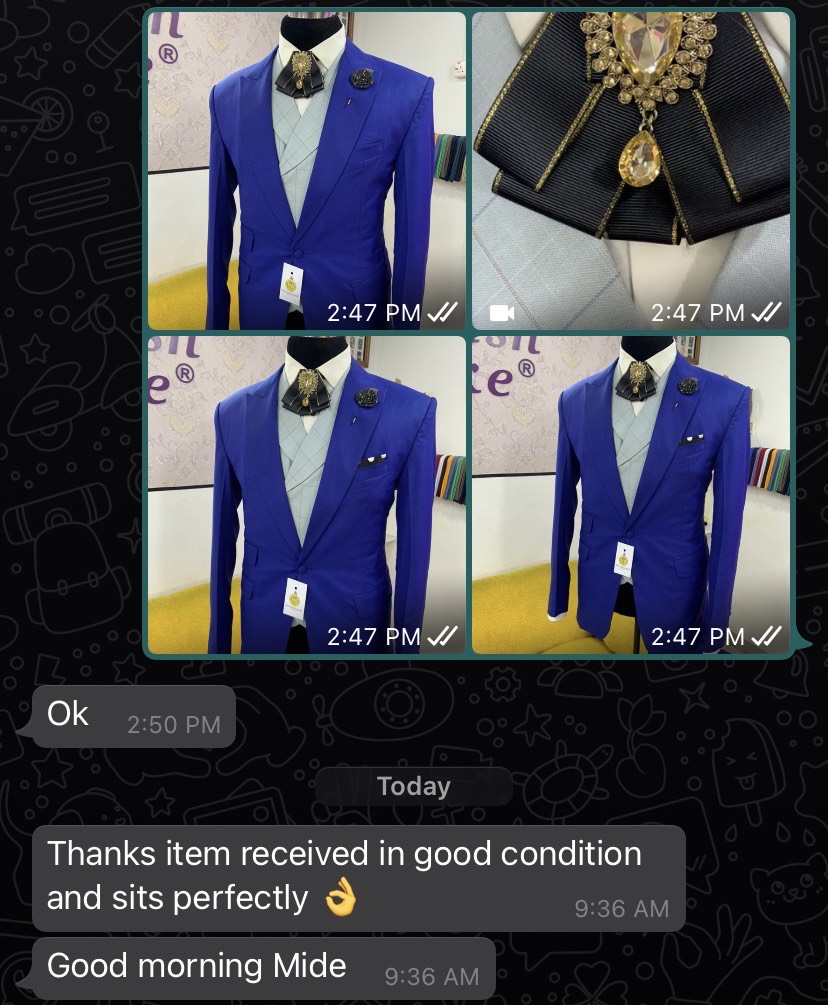 ®
2:47 PM
2:47 PM
e®
ce®
2:47 PM
2:47 PM
Ok
2:50 PM
Today
Thanks item received in good condition
and sits perfectly 👌
9:36 AM
Good morning Mide
9:36 AM